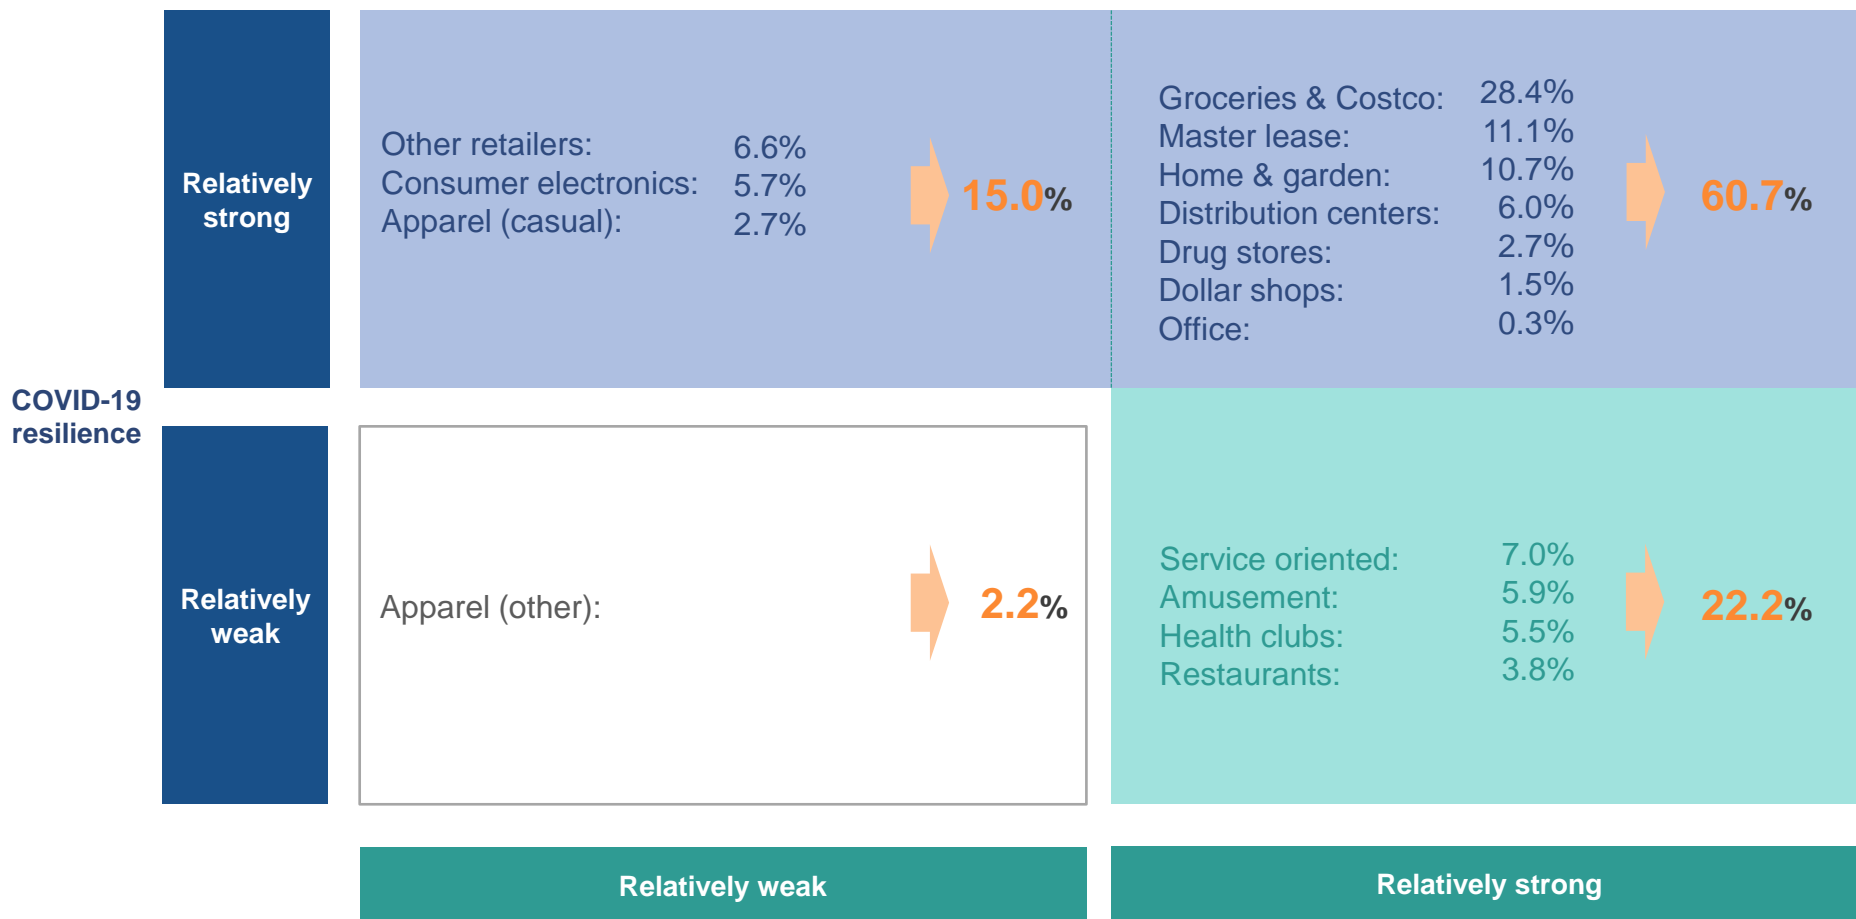 COVID-19
resilience
Relatively
strong
Other retailers: 6.6%
Consumer electronics: 5.7%
Apparel (casual): 2.7%
15.0%
Groceries & Costco: 28.4%
Master lease: 11.1%
Home & garden: 10.7%
Distribution centers: 6.0%
Drug stores: 2.7%
Dollar shops: 1.5%
Office: 0.3%
60.7%
Relatively
weak
Apparel (other):
2.2%
Service oriented: 7.0%
Amusement: 5.9%
Health clubs: 5.5%
Restaurants: 3.8%
22.2%
Relatively weak
Relatively strong